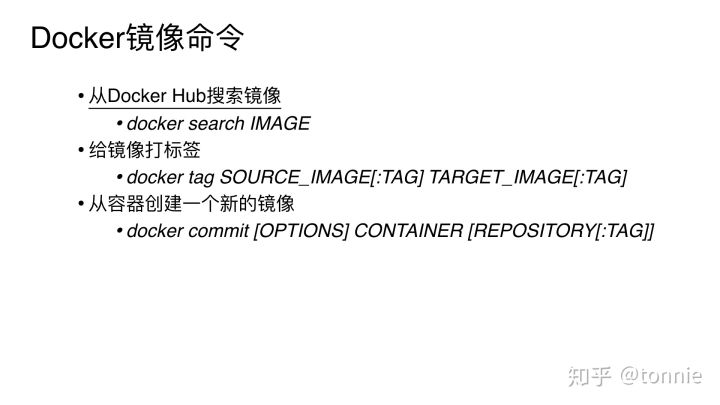 Docker镜像命令
• 从Docker Hub搜索镜像
• docker search IMAGE
• 给镜像打标签
• docker tag SOURCE_IMAGE[:TAG] TARGET_IMAGE[:TAG]
• 从容器创建一个新的镜像
• docker commit [OPTIONS] CONTAINER [REPOSITORY[:TAG]]
知乎 @tonnie